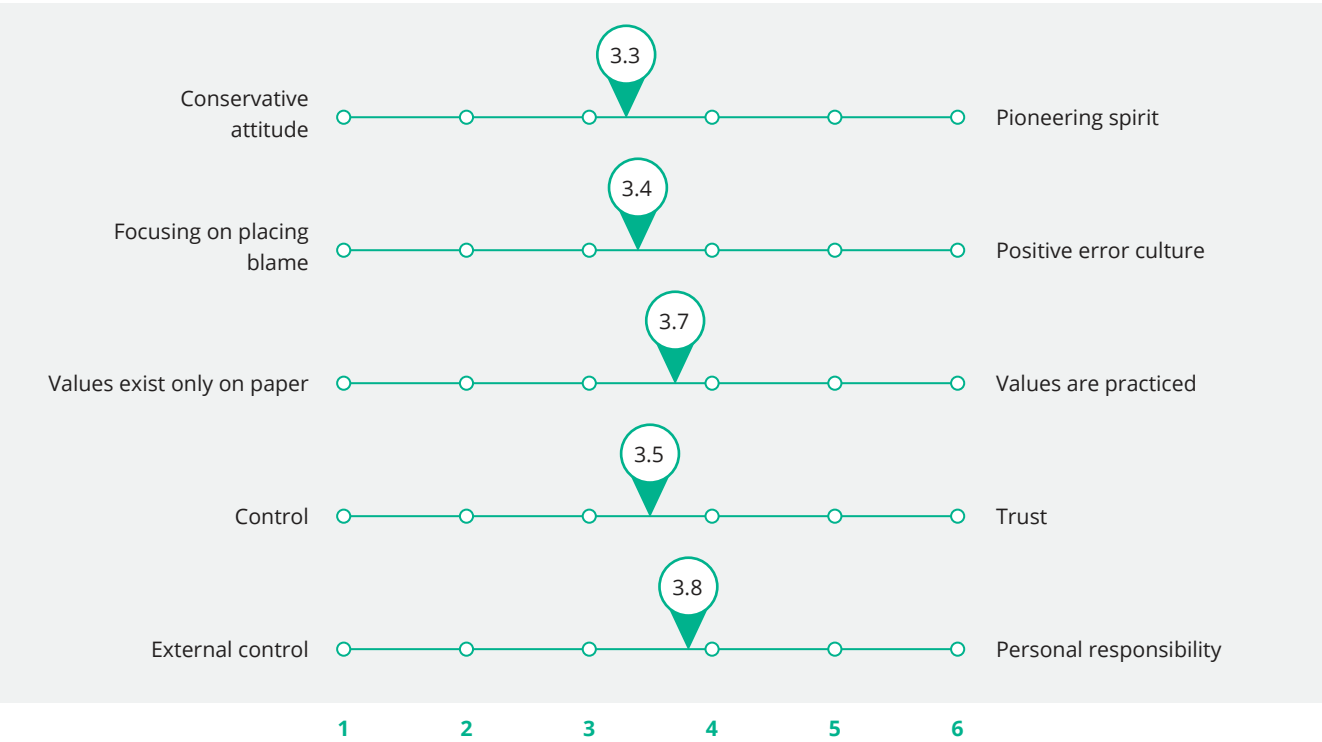 3.3
Conservative
attitude
Pioneering spirit
3.4
Focusing on placing
blame
Positive error culture
3.7
Values exist only on paper
Values are practiced
3.5
Control
Trust
3.8
External control
Personal responsibility
1 2 3 4 5 6